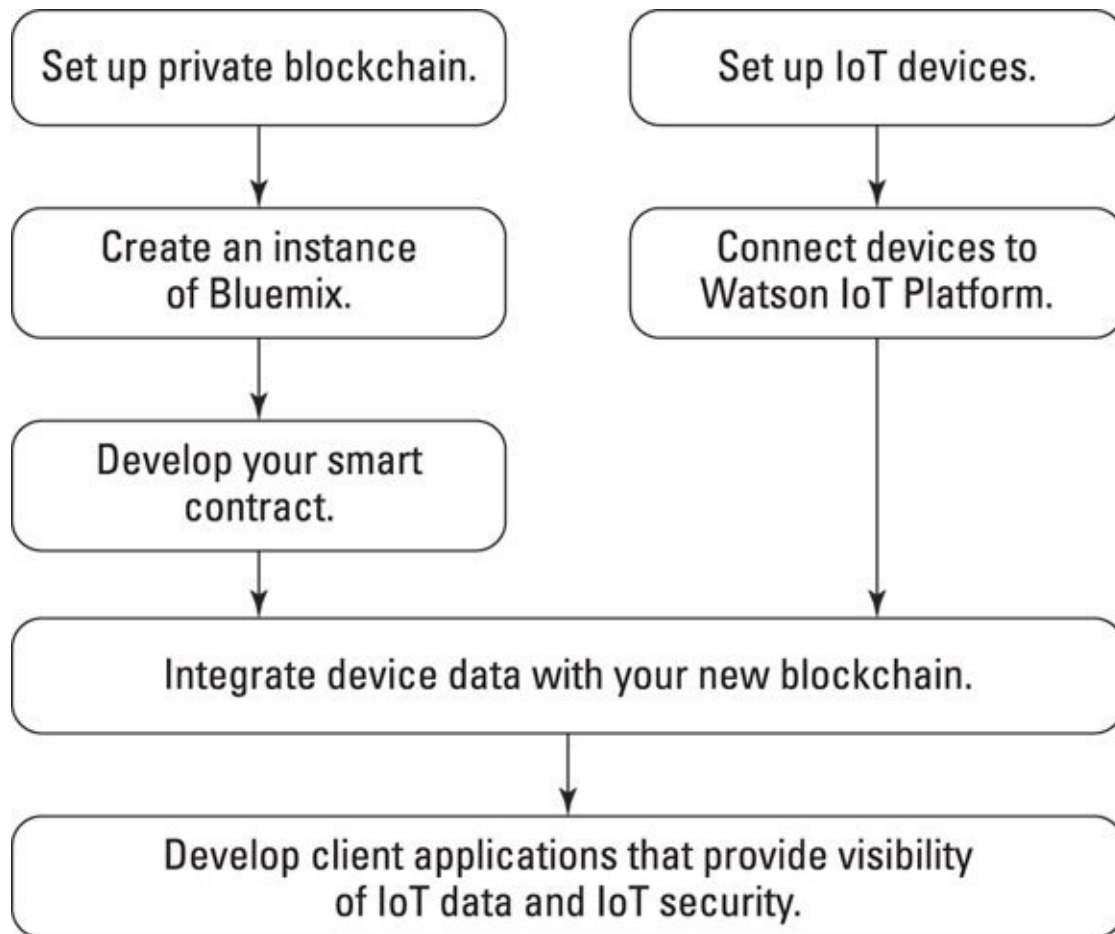 Set up private blockchain.
Set up IoT devices.
Create an instance
of Bluemix.
Connect devices to
Watson IoT Platform.
Develop your smart
contract.
Integrate device data with your new blockchain.
Develop client applications that provide visibility
of IoT data and IoT security.